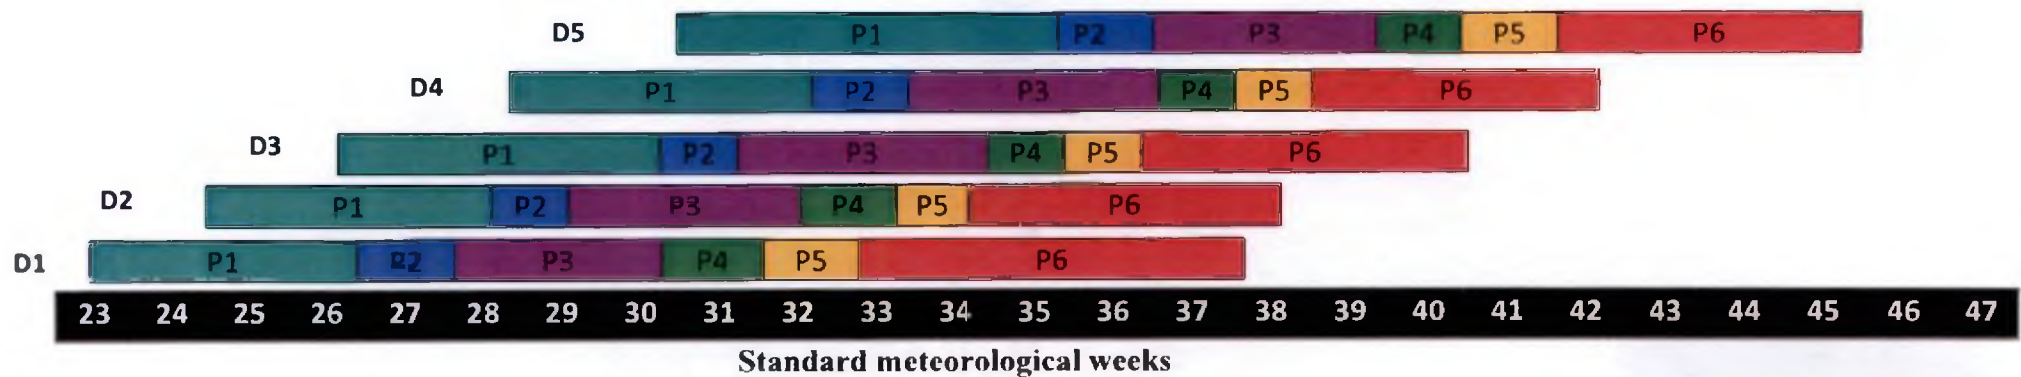 D5 P1 P2 P3 P4 P5 P6
D4 P1 P2 P3 P4 P5 P6
D3 P1 P2 P3 P4 P5 P6
D2 P1 P2 P3 P4 P5 P6
D1 P1 P2 P3 P4 P5 P6
23 24 25 26 27 28 29 30 31 32 33 34 35 36 37 38 39 40 41 42 43 44 45 46 47
Standard meteorological weeks